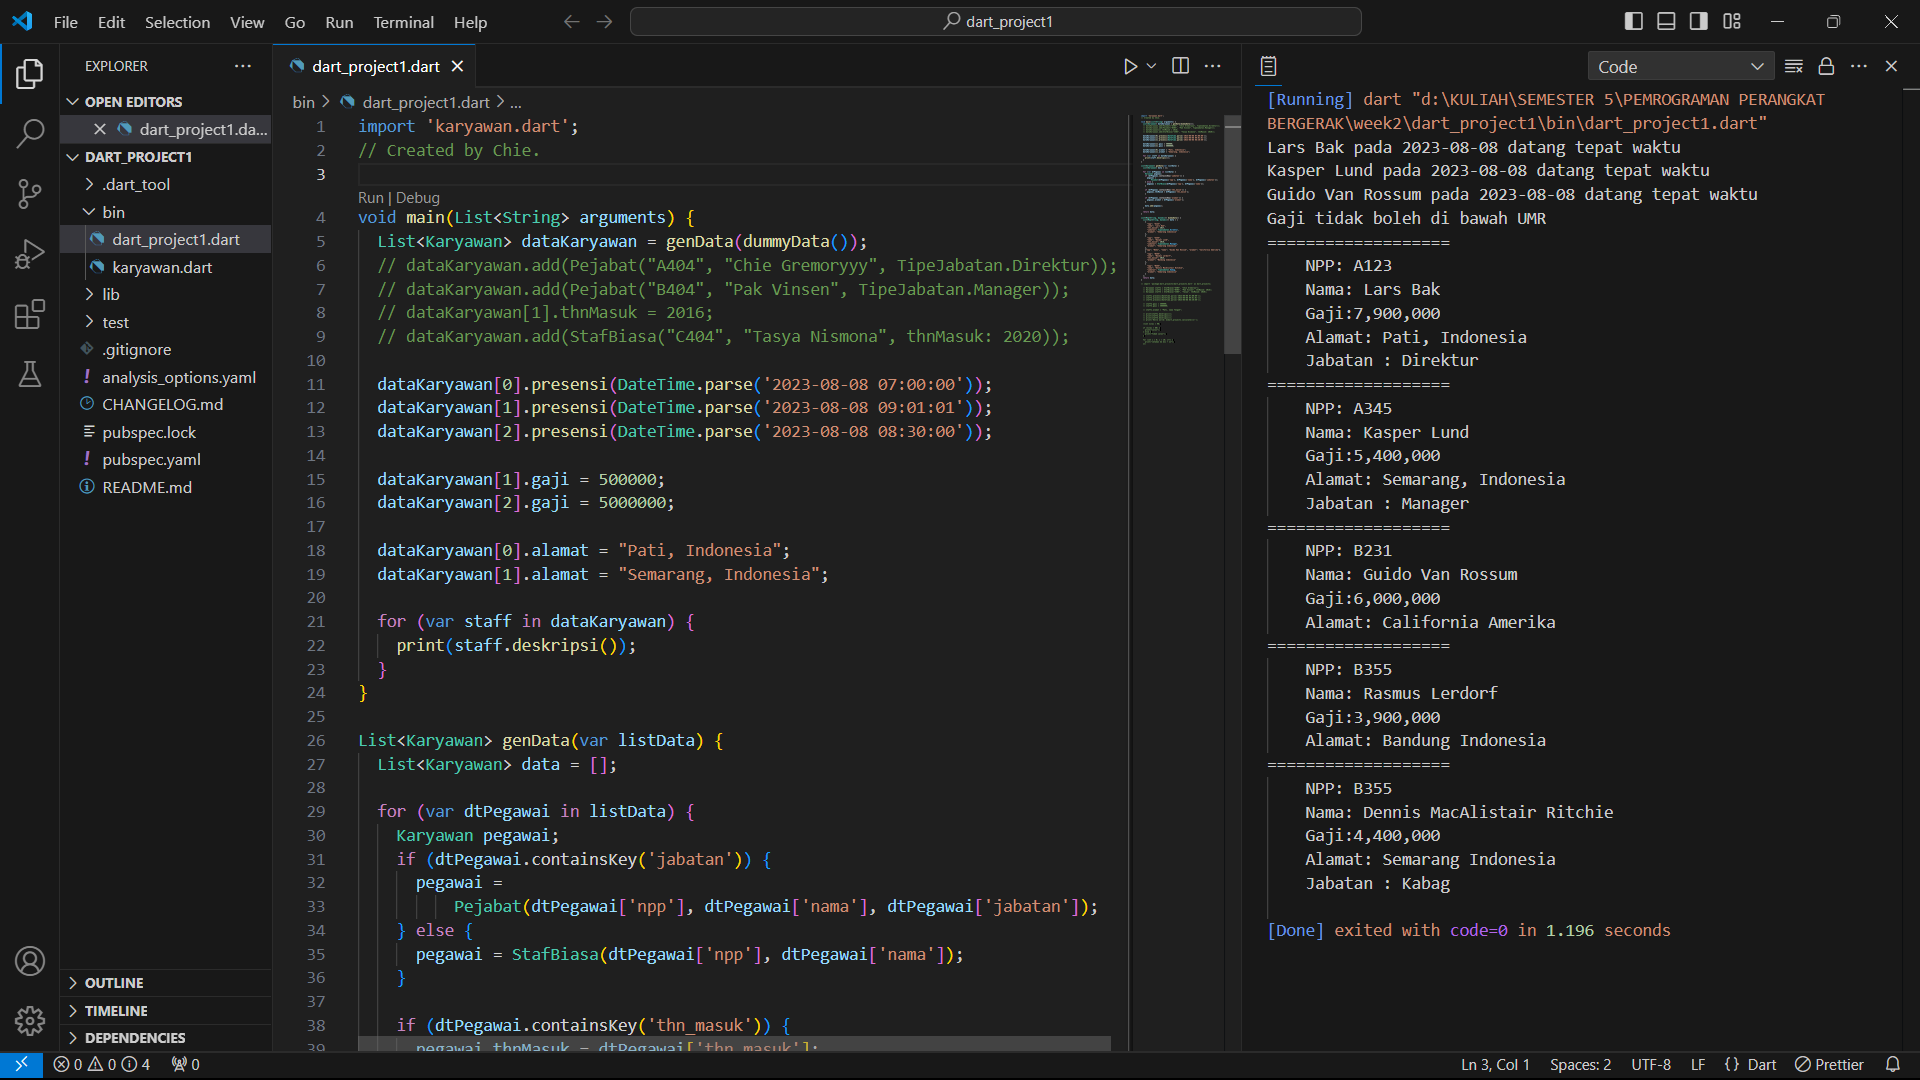 File Edit Selection View Go Run Terminal Help
dart_project1
EXPLORER
OPEN EDITORS
dart_project1.da...
DART_PROJECT1
.dart_tool
bin
dart_project1.dart
karyawan.dart
lib
test
.gitignore
analysis_options.yaml
CHANGELOG.md
pubspec.lock
pubspec.yaml
README.md
OUTLINE
TIMELINE
DEPENDENCIES
dart_project1.dart
bin > dart_project1.dart > ...
1 import 'karyawan.dart';
2 // Created by Chie.
3
Run | Debug
4 void main(List<String> arguments) {
5 List<Karyawan> dataKaryawan = genData(dummyData());
6 // dataKaryawan.add(Pejabat("A404", "Chie Gremoryyy", TipeJabatan.Direktur));
7 // dataKaryawan.add(Pejabat("B404", "Pak Vinsen", TipeJabatan.Manager));
8 // dataKaryawan[1].thnMasuk = 2016;
9 // dataKaryawan.add(StafBiasa("C404", "Tasya Nismona", thnMasuk: 2020));
10
11 dataKaryawan[0].presensi(DateTime.parse('2023-08-08 07:00:00'));
12 dataKaryawan[1].presensi(DateTime.parse('2023-08-08 09:01:01'));
13 dataKaryawan[2].presensi(DateTime.parse('2023-08-08 08:30:00'));
14
15 dataKaryawan[1].gaji = 500000;
16 dataKaryawan[2].gaji = 5000000;
17
18 dataKaryawan[0].alamat = "Pati, Indonesia";
19 dataKaryawan[1].alamat = "Semarang, Indonesia";
20
21 for (var staff in dataKaryawan) {
22 print(staff.deskripsi());
23 }
24 }
25
26 List<Karyawan> genData(var listData) {
27 List<Karyawan> data = [];
28
29 for (var dtPegawai in listData) {
30 Karyawan pegawai;
31 if (dtPegawai.containsKey('jabatan')) {
32 pegawai =
33 Pejabat(dtPegawai['npp'], dtPegawai['nama'], dtPegawai['jabatan']);
34 } else {
35 pegawai = StafBiasa(dtPegawai['npp'], dtPegawai['nama']);
36 }
37
38 if (dtPegawai.containsKey('thn_masuk')) {
39 pegawai.thnMasuk = dtPegawai['thn_masuk'];
Code
[Running] dart "d:\KULIAH\SEMESTER 5\PEMROGRAMAN PERANGKAT
BERGERAK\week2\dart_project1\bin\dart_project1.dart"
Lars Bak pada 2023-08-08 datang tepat waktu
Kasper Lund pada 2023-08-08 datang tepat waktu
Guido Van Rossum pada 2023-08-08 datang tepat waktu
Gaji tidak boleh di bawah UMR
===================
NPP: A123
Nama: Lars Bak
Gaji:7,900,000
Alamat: Pati, Indonesia
Jabatan : Direktur
===================
NPP: A345
Nama: Kasper Lund
Gaji:5,400,000
Alamat: Semarang, Indonesia
Jabatan : Manager
===================
NPP: B231
Nama: Guido Van Rossum
Gaji:6,000,000
Alamat: California Amerika
===================
NPP: B355
Nama: Rasmus Lerdorf
Gaji:3,900,000
Alamat: Bandung Indonesia
===================
NPP: B355
Nama: Dennis MacAlistair Ritchie
Gaji:4,400,000
Alamat: Semarang Indonesia
Jabatan : Kabag
[Done] exited with code=0 in 1.196 seconds
0 0 4 0
Ln 3, Col 1 Spaces: 2 UTF-8 LF {} Dart Prettier